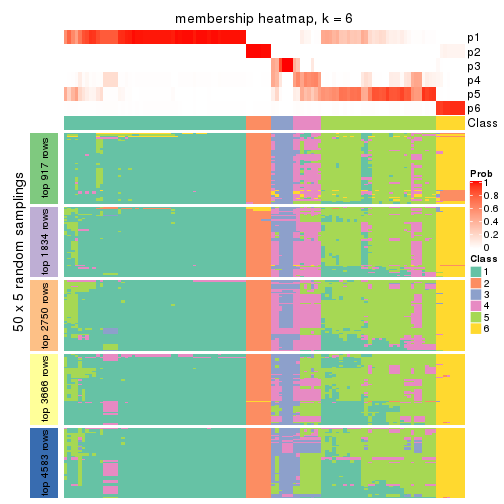 membership heatmap, k = 6
p1
p2
p3
p4
p5
p6
Class
50 x 5 random samplings
top 917 rows
top 1834 rows
top 2750 rows
top 3666 rows
top 4583 rows
Prob
1
0.8
0.6
0.4
0.2
0
Class
1
2
3
4
5
6